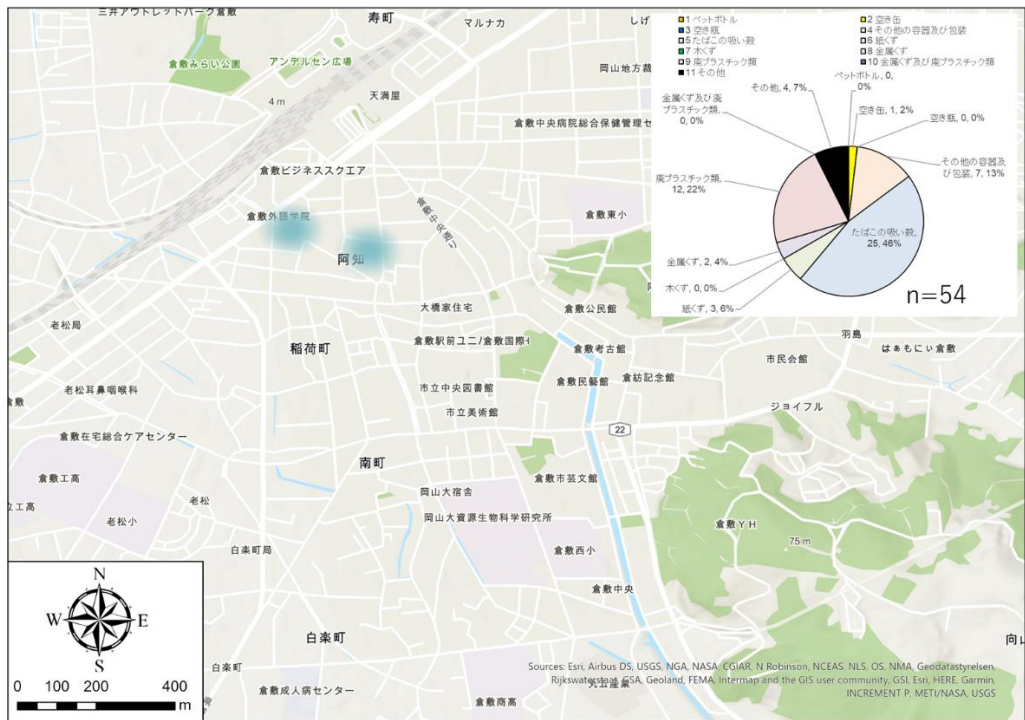 三井アウトレットパーク倉敷
寿町
マルナカ
しげ
倉敷みらい公園
アンデルセン広場
岡山地方裁
4 m
天満屋
倉敷中央病院総合保健管理セ
倉敷ビジネススクエア
倉敷中央通り
倉敷外語学院
倉敷東小
阿知
大橋家住宅
倉敷公民館
老松局
稲荷町
倉敷駅前ユニ/倉敷国際ﾎ
倉敷考古館
羽島
市民会館
はぁもにぃ倉敷
老松耳鼻咽喉科
倉敷民藝館
倉紡記念館
倉敷
市立中央図書館
ジョイフル
市立美術館
22
倉敷在宅総合ケアセンター
南町
倉敷工高
倉敷市芸文館
岡山大宿舎
老松
立工高
老松小
岡山大資源生物科学研究所
倉敷YH
75 m
白楽町局
倉敷西小
倉敷中央
白楽町
向山
白楽町
倉敷成人病センター
倉敷商高
丸五産業
1 ペットボトル
2 空き缶
3 空き瓶
4 その他の容器及び包装
5 たばこの吸い殻
6 紙くず
7 木くず
8 金属くず
9 廃プラスチック類
10 金属くず及び廃プラスチック類
11 その他
ペットボトル, 0,
0%
その他, 4, 7%
金属くず及び廃
プラスチック類,
0, 0%
空き缶, 1, 2%
空き瓶, 0, 0%
その他の容器及
び包装, 7, 13%
廃プラスチック類,
12, 22%
たばこの吸い殻,
25, 46%
金属くず, 2, 4%
木くず, 0, 0%
紙くず, 3, 6%
n=54
N
W
E
S
0 100 200 400
m
Sources: Esri, Airbus DS, USGS, NGA, NASA, CGIAR, N Robinson, NCEAS, NLS, OS, NMA, Geodatastyrelsen,
Rijkswaterstaat, GSA, Geoland, FEMA, Intermap and the GIS user community, GSI, Esri, HERE, Garmin,
INCREMENT P, METI/NASA, USGS